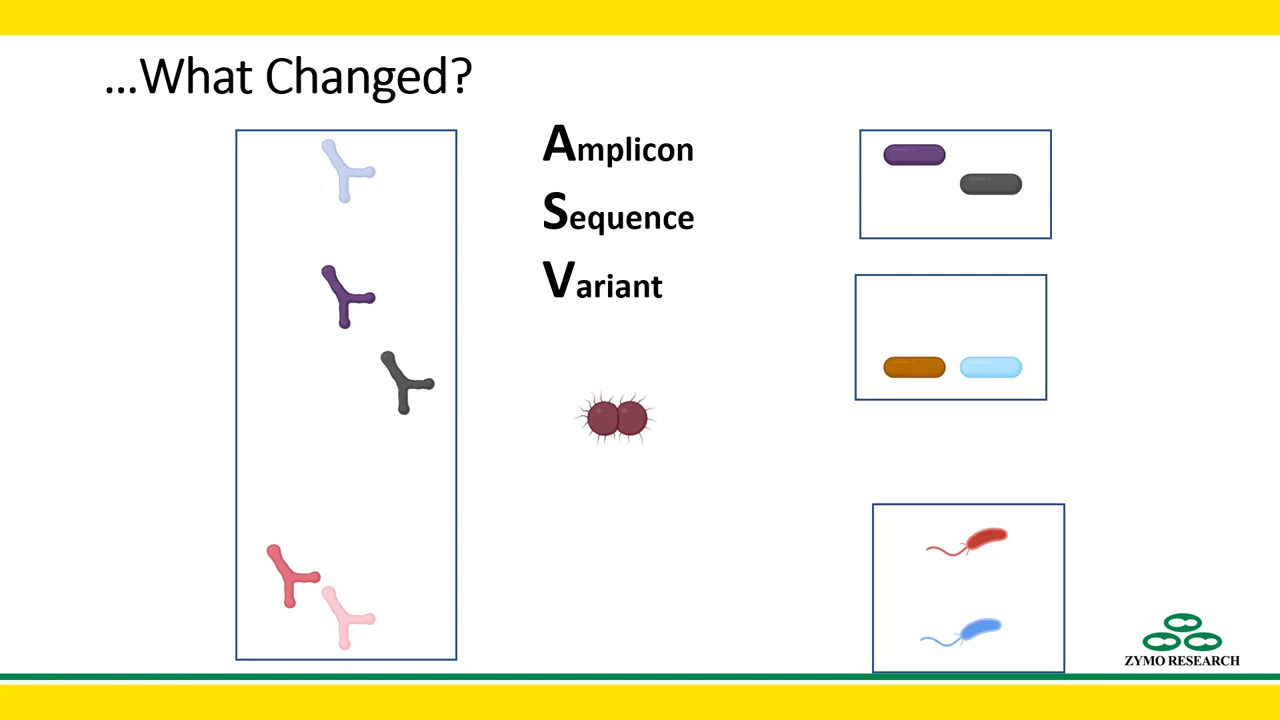 ...What Changed?
Amplicon
Sequence
Variant
ZYMO RESEARCH